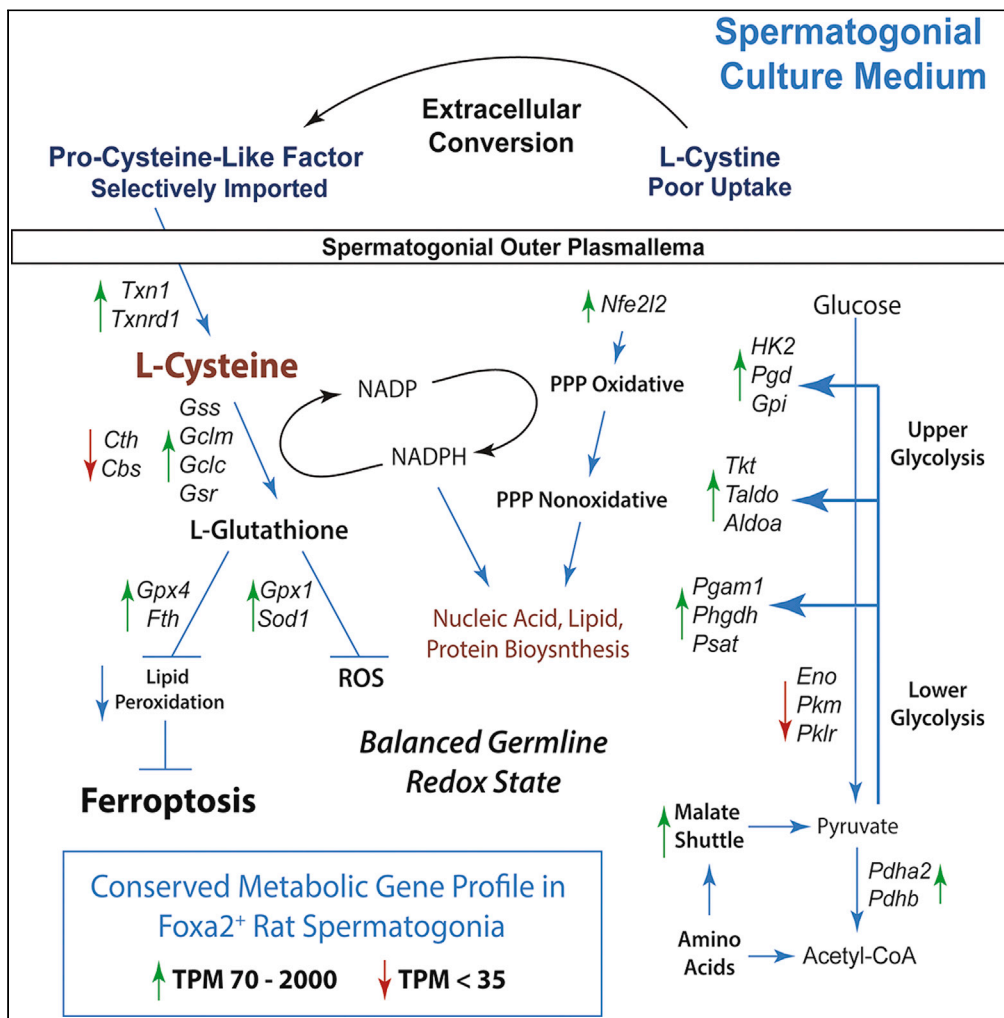 Spermatogonial
Culture Medium
Extracellular
Conversion
Pro-Cysteine-Like Factor
Selectively Imported
L-Cystine
Poor Uptake
Spermatogonial Outer Plasmallema
Txn1
Txnrd1
L-Cysteine
Cth
Cbs
Gss
Gclm
Gclc
Gsr
L-Glutathione
Gpx4
Fth
Gpx1
Sod1
Lipid
Peroxidation
ROS
Ferroptosis
NADP
NADPH
Nfe2l2
PPP Oxidative
PPP Nonoxidative
Nucleic Acid, Lipid,
Protein Bioysnthesis
Balanced Germline
Redox State
Glucose
HK2
Pgd
Gpi
Upper
Glycolysis
Tkt
Taldo
Aldoa
Pgam1
Phgdh
Psat
Eno
Pkm
Pklr
Lower
Glycolysis
Malate
Shuttle
Pyruvate
Pdha2
Pdhb
Amino
Acids
Acetyl-CoA
Conserved Metabolic Gene Profile in
Foxa2⁺ Rat Spermatogonia
TPM 70 - 2000
TPM < 35